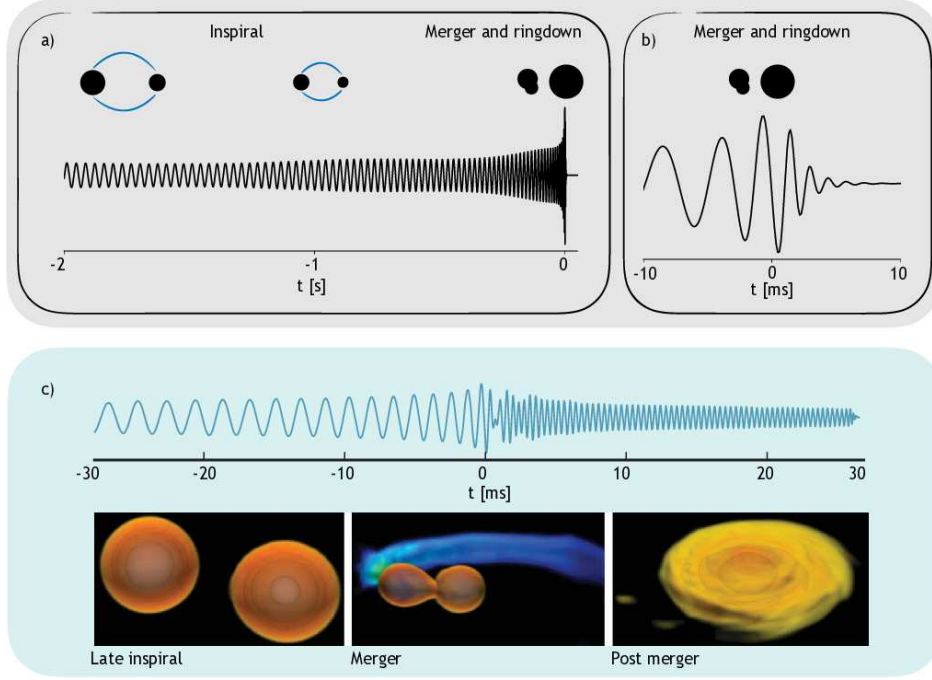 a)
Inspiral
Merger and ringdown
-2
-1
0
t [s]
b)
Merger and ringdown
-10
0
10
t [ms]
c)
-30
-20
-10
0
10
20
30
t [ms]
Late inspiral
Merger
Post merger